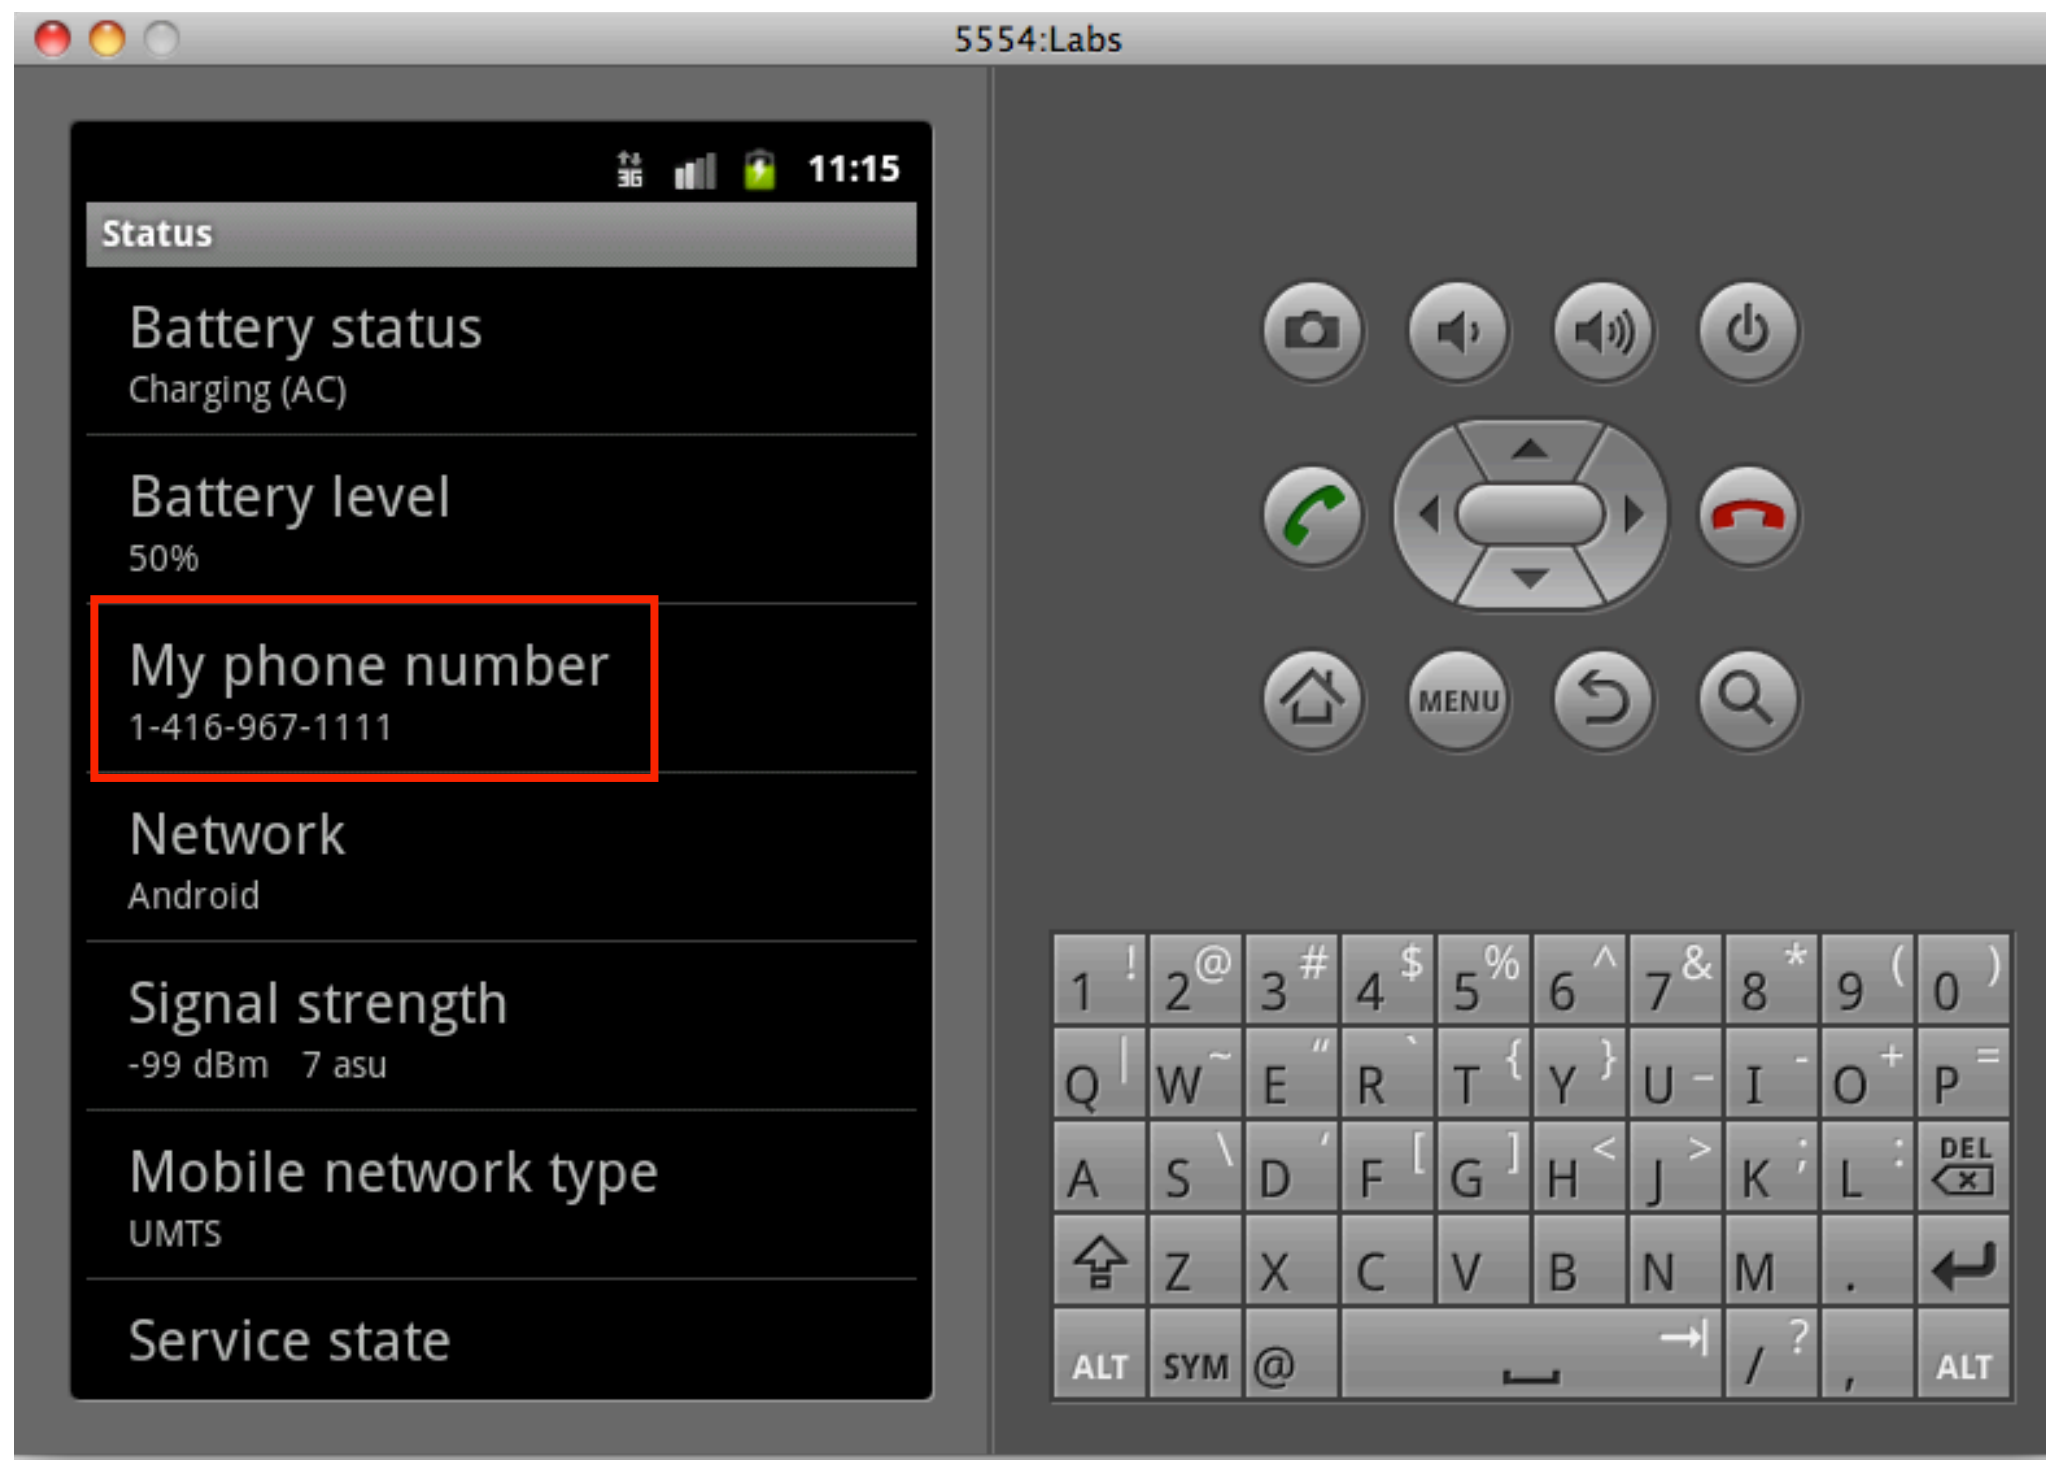 5554:Labs
3G 11:15
Status
Battery status
Charging (AC)
Battery level
50%
My phone number
1-416-967-1111
Network
Android
Signal strength
-99 dBm 7 asu
Mobile network type
UMTS
Service state
MENU
1 ! 2 @ 3 # 4 $ 5 % 6 ^ 7 & 8 * 9 ( 0 )
Q | W ~ E " R ` T { Y } U _ I - O + P =
A S \ D ' F [ G ] H < J > K ; L : DEL
Z X C V B N M .
ALT SYM @ / ? , ALT